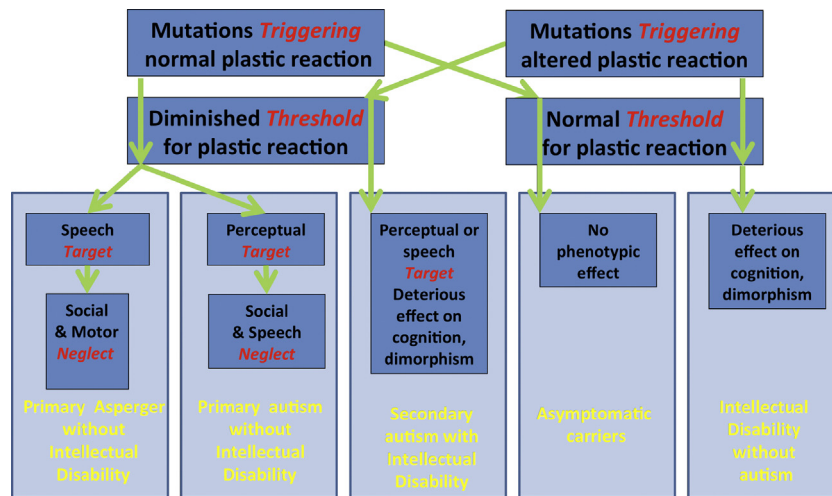 Mutations Triggering
normal plastic reaction
Mutations Triggering
altered plastic reaction
Diminished Threshold
for plastic reaction
Normal Threshold
for plastic reaction
Speech
Target
Social
& Motor
Neglect
Primary Asperger
without
Intellectual
Disability
Perceptual
Target
Social
& Speech
Neglect
Primary autism
without
Intellectual
Disability
Perceptual or
speech
Target
Deterious
effect on
cognition,
dimorphism
Secondary
autism with
Intellectual
Disability
No
phenotypic
effect
Asymptomatic
carriers
Deterious
effect on
cognition,
dimorphism
Intellectual
Disability
without
autism